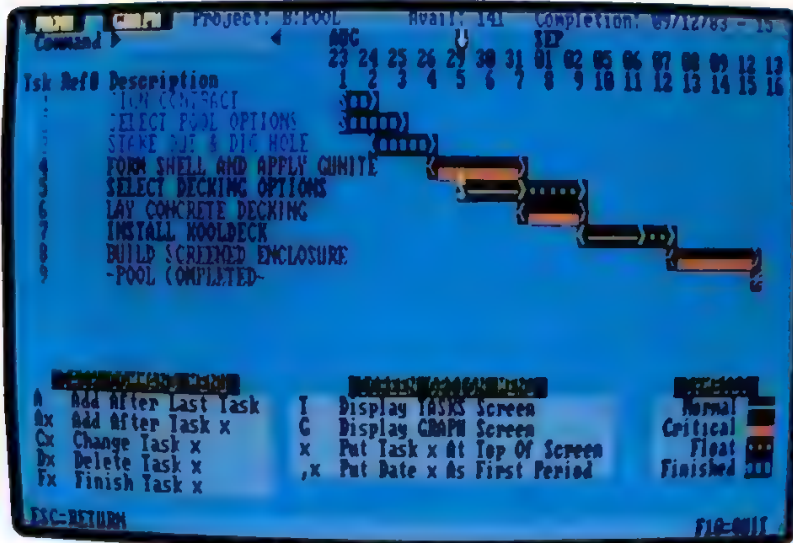 Project: B:POOL Avail: 141 Completion: 09/12/83 - 15
Command
AUG SEP
23 24 25 26 29 30 31 01 02 05 06 07 08 09 12 13
Tsk Ref# Description 1 2 3 4 5 6 7 8 9 10 11 12 13 14 15 16
SIGN CONTRACT
SELECT POOL OPTIONS
STAKE OUT & DIG HOLE
4 FORM SHELL AND APPLY GUNITE
5 SELECT DECKING OPTIONS
6 LAY CONCRETE DECKING
7 INSTALL KOOLDECK
8 BUILD SCREENED ENCLOSURE
9 -POOL COMPLETED-
A Add After Last Task
Ax Add After Task x
Cx Change Task x
Dx Delete Task x
Fx Finish Task x
T Display TASKS Screen
G Display GRAPH Screen
x Put Task x At Top Of Screen
,x Put Date x As First Period
Normal
Critical
Float
Finished
ESC=RETURN
F10=QUIT